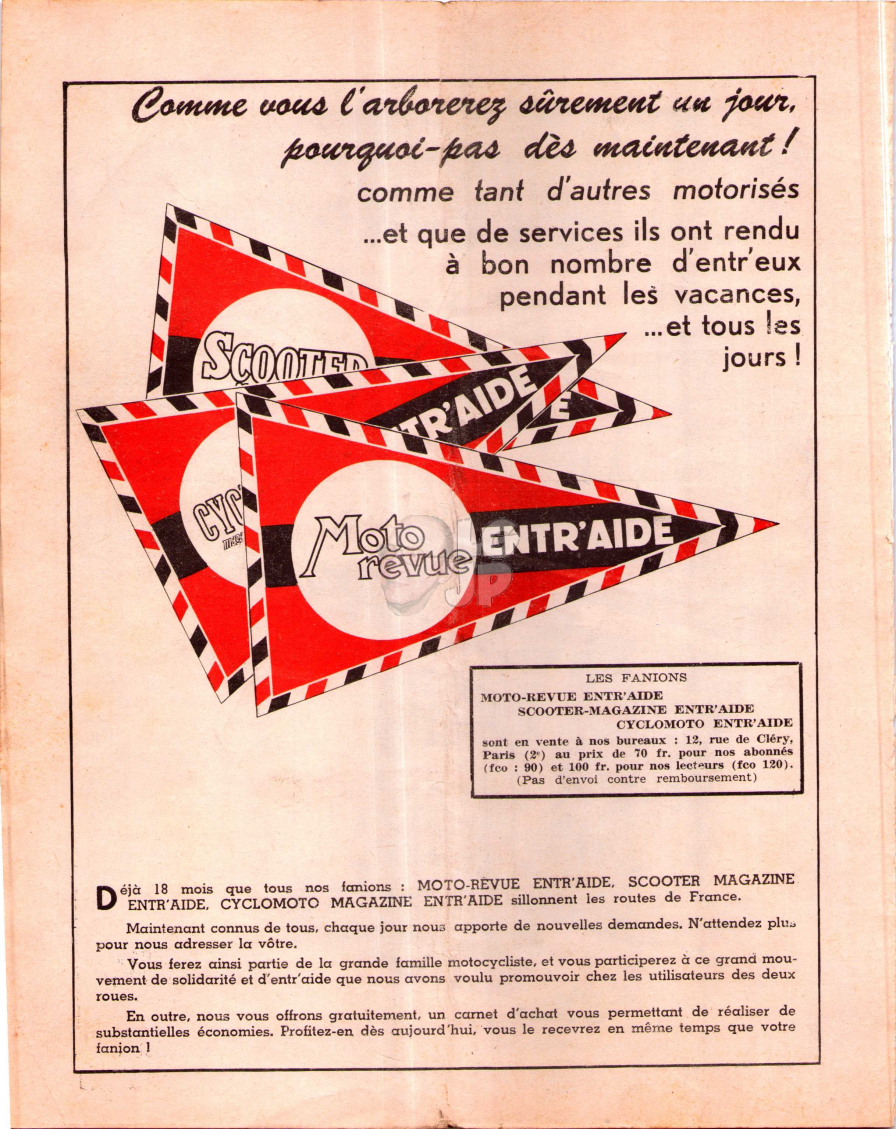 Comme vous l'arborerez sûrement un jour,
pourquoi-pas dès maintenant !
comme tant d'autres motorisés
...et que de services ils ont rendu
à bon nombre d'entr'eux
pendant les vacances,
...et tous les
jours !
SCOOTER
ENTR'AIDE
E
CYC
Moto
revue
ENTR'AIDE
LES FANIONS
MOTO-REVUE ENTR'AIDE
SCOOTER-MAGAZINE ENTR'AIDE
CYCLOMOTO ENTR'AIDE
sont en vente à nos bureaux : 12, rue de Cléry,
Paris (2e) au prix de 70 fr. pour nos abonnés
(fco : 90) et 100 fr. pour nos lecteurs (fco 120).
(Pas d'envoi contre remboursement)
Déjà 18 mois que tous nos fanions : MOTO-REVUE ENTR'AIDE, SCOOTER MAGAZINE
ENTR'AIDE, CYCLOMOTO MAGAZINE ENTR'AIDE sillonnent les routes de France.
Maintenant connus de tous, chaque jour nous apporte de nouvelles demandes. N'attendez plus
pour nous adresser la vôtre.
Vous ferez ainsi partie de la grande famille motocycliste, et vous participerez à ce grand mou-
vement de solidarité et d'entr'aide que nous avons voulu promouvoir chez les utilisateurs des deux
roues.
En outre, nous vous offrons gratuitement, un carnet d'achat vous permettant de réaliser de
substantielles économies. Profitez-en dès aujourd'hui, vous le recevrez en même temps que votre
fanion !